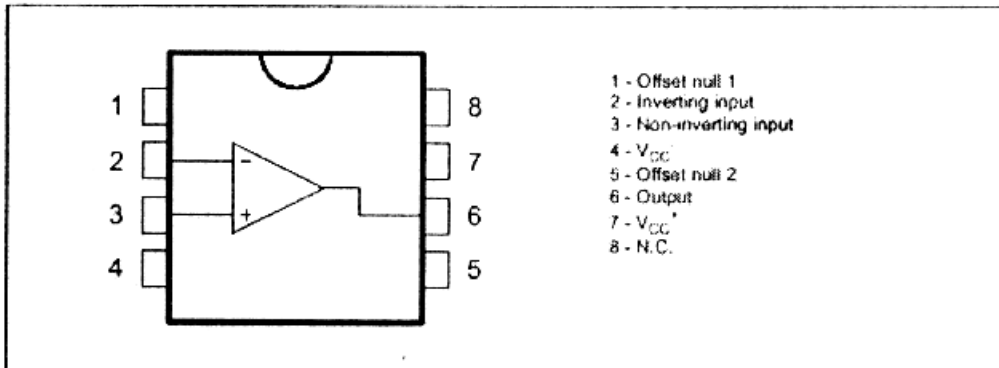 1
2
3
4
8
7
6
5
−
+
1 - Offset null 1
2 - Inverting input
3 - Non-inverting input
4 - VCC-
5 - Offset null 2
6 - Output
7 - VCC+
8 - N.C.